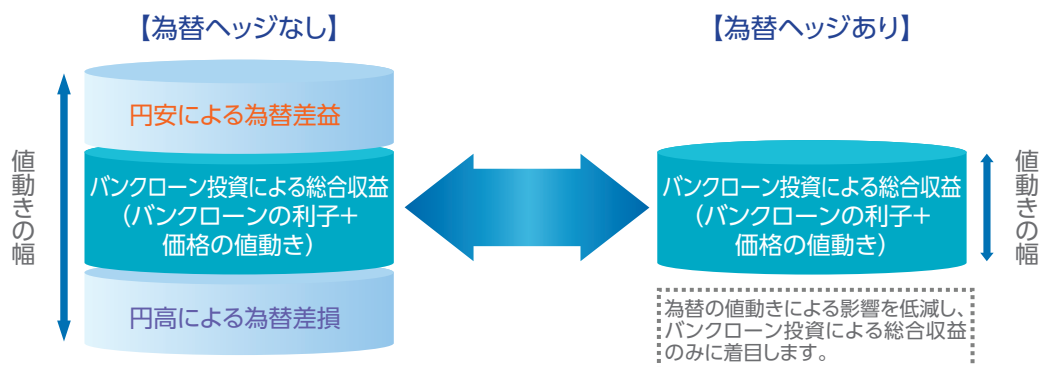 【為替ヘッジなし】
値動きの幅
円安による為替差益
バンクローン投資による総合収益
(バンクローンの利子+
価格の値動き)
円高による為替差損
【為替ヘッジあり】
バンクローン投資による総合収益
(バンクローンの利子+
価格の値動き)
値動きの幅
為替の値動きによる影響を低減し、
バンクローン投資による総合収益
のみに着目します。